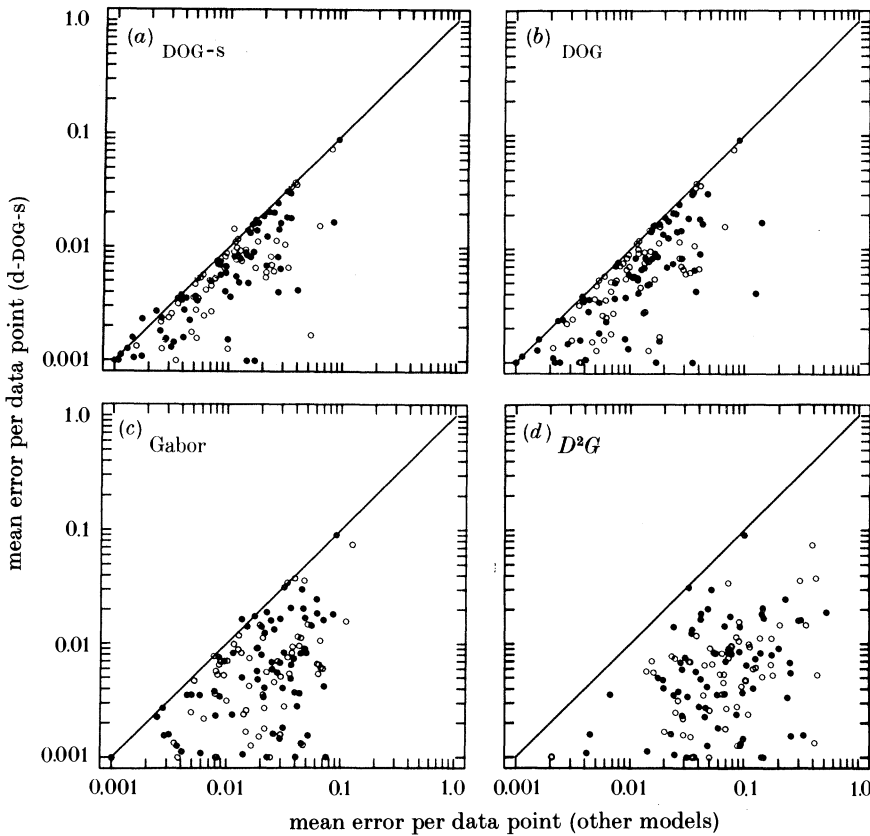 (a)
DOG-s
(b)
DOG
1.0
0.1
0.01
0.001
(c)
Gabor
(d)
D²G
1.0
0.1
0.01
0.001
0.001
0.01
0.1
1.0
0.001
0.01
0.1
1.0
mean error per data point (d-DOG-s)
mean error per data point (other models)